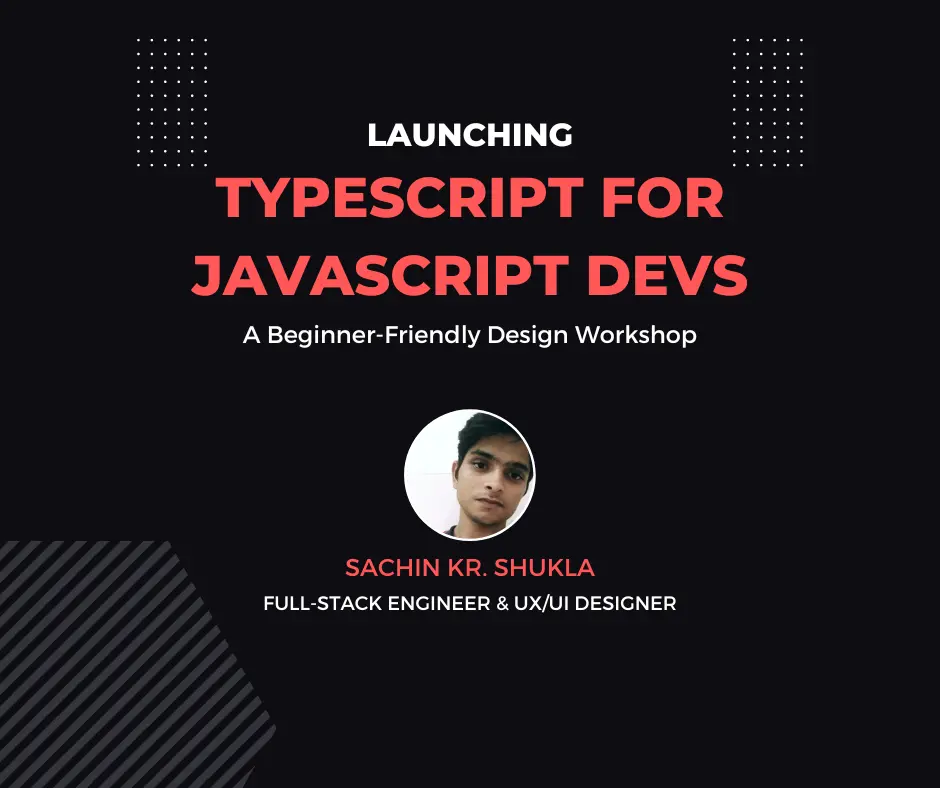 LAUNCHING
TYPESCRIPT FOR
JAVASCRIPT DEVS
A Beginner-Friendly Design Workshop
SACHIN KR. SHUKLA
FULL-STACK ENGINEER & UX/UI DESIGNER